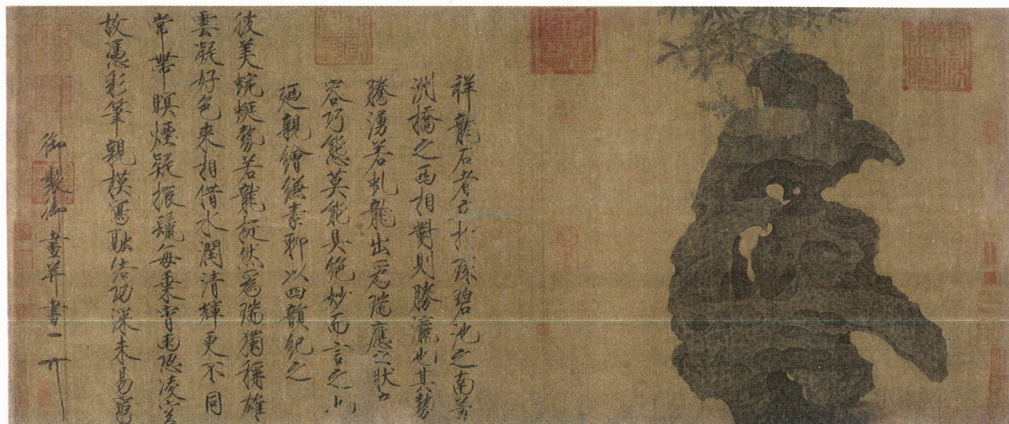 祥龍石者立於環碧池之南芳
洲橋之西相對則勝瀛也其勢
騰湧若虬龍出為瑞應之狀奇
容巧態莫能具絕妙而言之也
廼親繪縑素聊以四韻紀之
彼美蜿蜒勢若龍挺然為瑞獨稱雄
雲凝好色來相借水潤清輝更不同
常帶暝煙疑振鬣每乘宵雨恐凌空
故憑彩筆親模寫融結功深未易窮
御製御畫并書